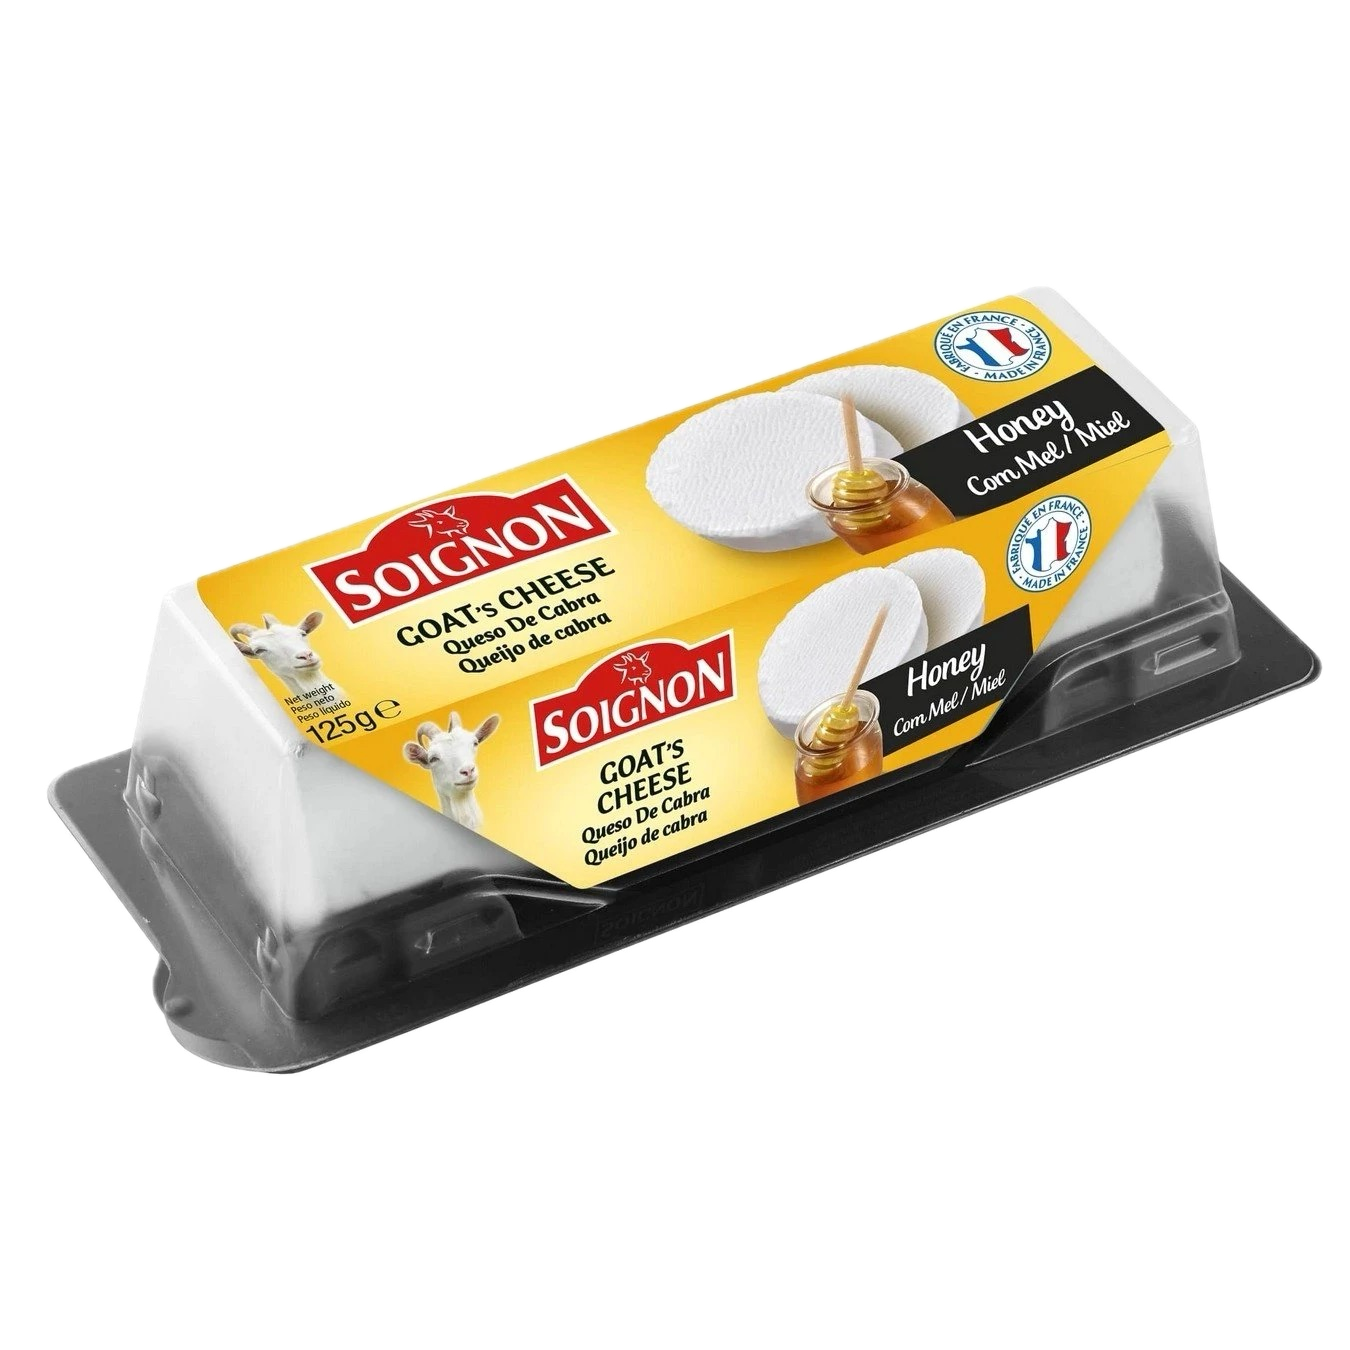 FABRIQUÉ EN FRANCE · MADE IN FRANCE ·
Honey
Com Mel / Miel
SOIGNON
GOAT's CHEESE
Queso De Cabra
Queijo de cabra
Net weight
Peso neto
Peso líquido
125g e
FABRIQUÉ EN FRANCE · MADE IN FRANCE ·
Honey
Com Mel / Miel
SOIGNON
GOAT'S
CHEESE
Queso De Cabra
Queijo de cabra
SOIGNON